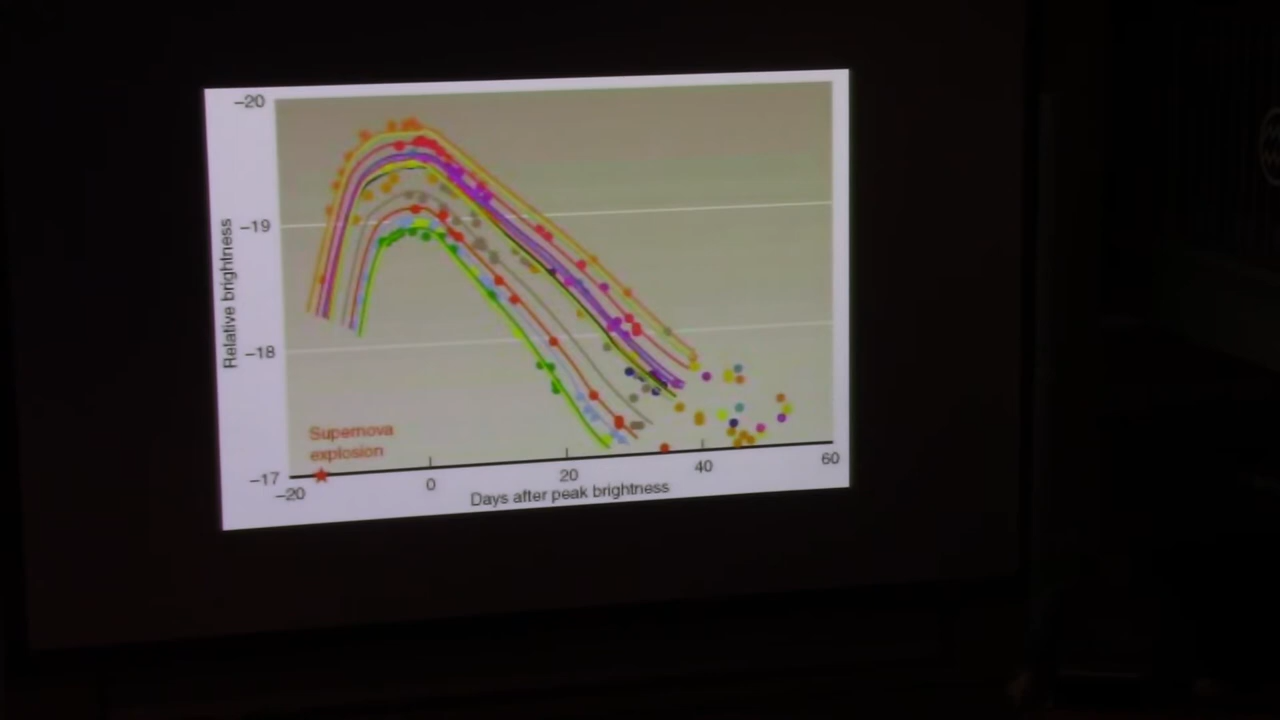 −20
−19
−18
−17
Relative brightness
Supernova
explosion
−20
0
20
40
60
Days after peak brightness